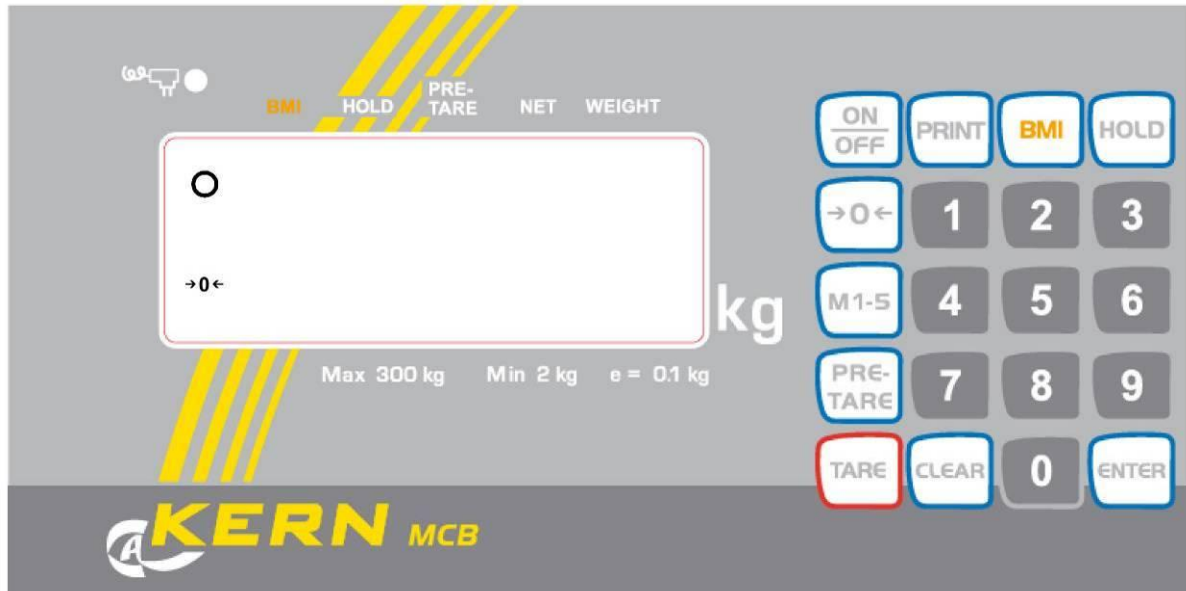 BMI HOLD PRE-TARE NET WEIGHT
O
→0←
kg
Max 300 kg Min 2 kg e = 0.1 kg
ON OFF PRINT BMI HOLD
→0← 1 2 3
M1-5 4 5 6
PRE-TARE 7 8 9
TARE CLEAR 0 ENTER
KERN MCB